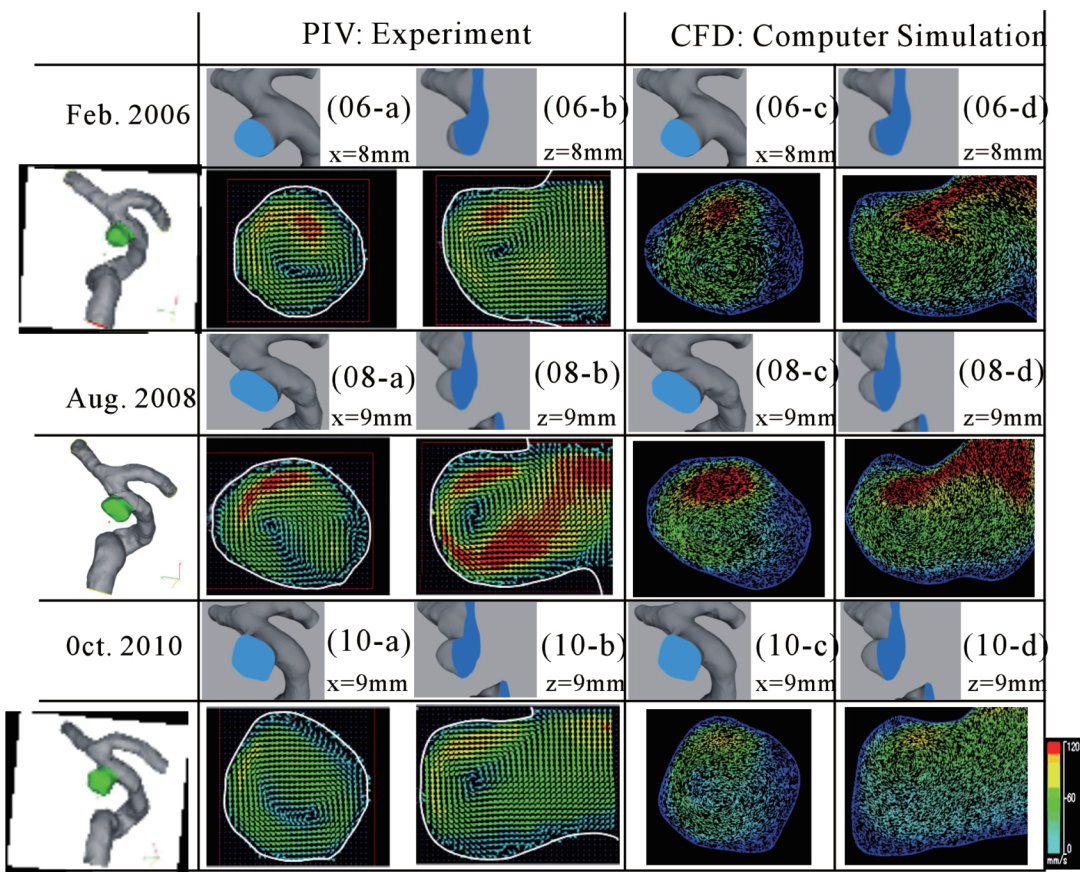 PIV: Experiment
CFD: Computer Simulation
Feb. 2006
(06-a)
x=8mm
(06-b)
z=8mm
(06-c)
x=8mm
(06-d)
z=8mm
Aug. 2008
(08-a)
x=9mm
(08-b)
z=9mm
(08-c)
x=9mm
(08-d)
z=9mm
0ct. 2010
(10-a)
x=9mm
(10-b)
z=9mm
(10-c)
x=9mm
(10-d)
z=9mm
120
60
0
mm/s